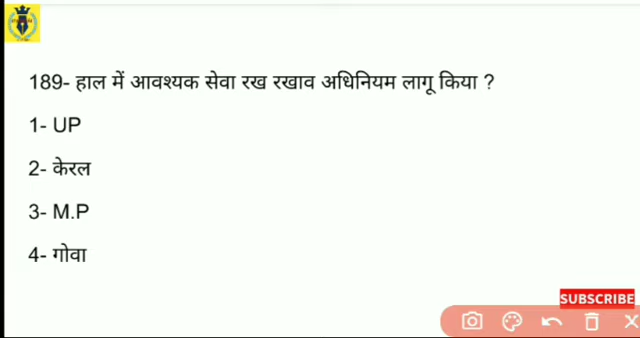 189- हाल में आवश्यक सेवा रख रखाव अधिनियम लागू किया ?
1- UP
2- केरल
3- M.P
4- गोवा
SUBSCRIBE